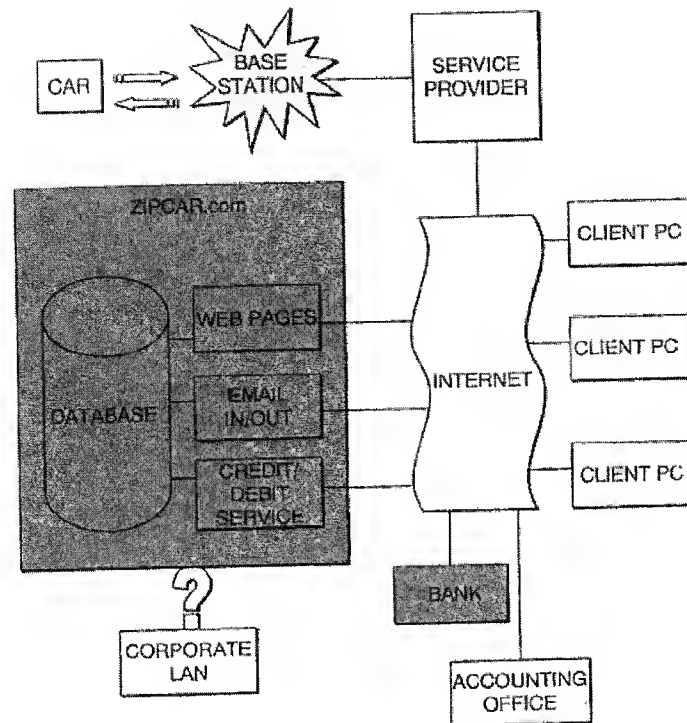 CAR
BASE
STATION
SERVICE
PROVIDER
ZIPCAR.com
DATABASE
WEB PAGES
EMAIL
IN/OUT
CREDIT/
DEBIT
SERVICE
INTERNET
CLIENT PC
CLIENT PC
CLIENT PC
?
CORPORATE
LAN
BANK
ACCOUNTING
OFFICE